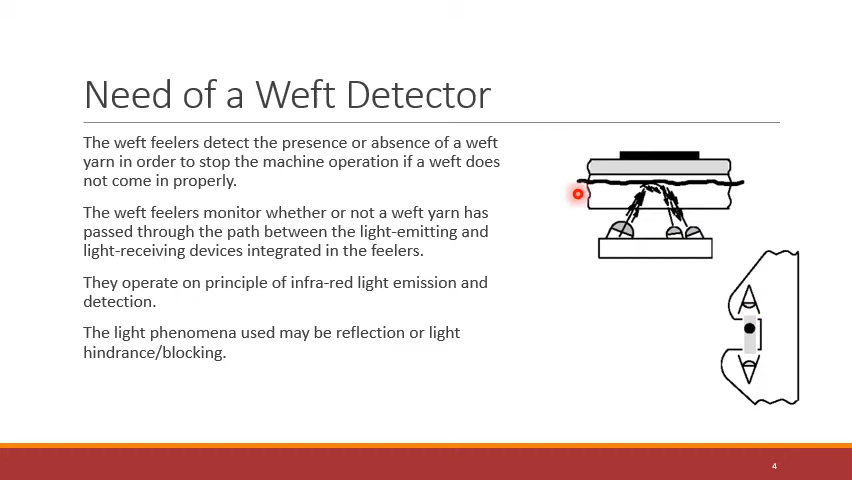 Need of a Weft Detector
The weft feelers detect the presence or absence of a weft
yarn in order to stop the machine operation if a weft does
not come in properly.
The weft feelers monitor whether or not a weft yarn has
passed through the path between the light-emitting and
light-receiving devices integrated in the feelers.
They operate on principle of infra-red light emission and
detection.
The light phenomena used may be reflection or light
hindrance/blocking.
4